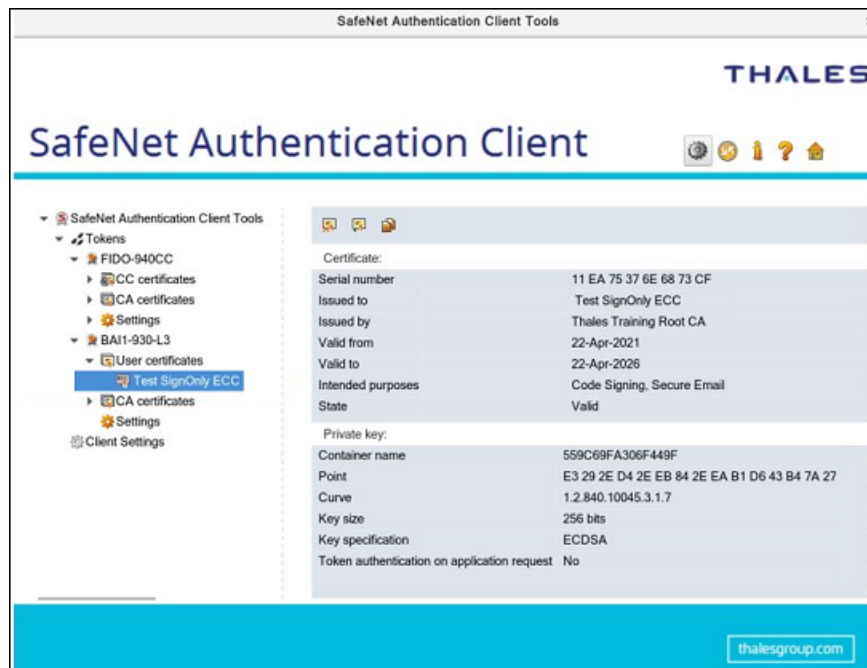 SafeNet Authentication Client Tools
THALES
SafeNet Authentication Client
SafeNet Authentication Client Tools
Tokens
FIDO-940CC
CC certificates
CA certificates
Settings
BAI1-930-L3
User certificates
Test SignOnly ECC
CA certificates
Settings
Client Settings
Certificate:
Serial number 11 EA 75 37 6E 68 73 CF
Issued to Test SignOnly ECC
Issued by Thales Training Root CA
Valid from 22-Apr-2021
Valid to 22-Apr-2026
Intended purposes Code Signing, Secure Email
State Valid
Private key:
Container name 559C69FA306F449F
Point E3 29 2E D4 2E EB 84 2E EA B1 D6 43 B4 7A 27
Curve 1.2.840.10045.3.1.7
Key size 256 bits
Key specification ECDSA
Token authentication on application request No
thalesgroup.com